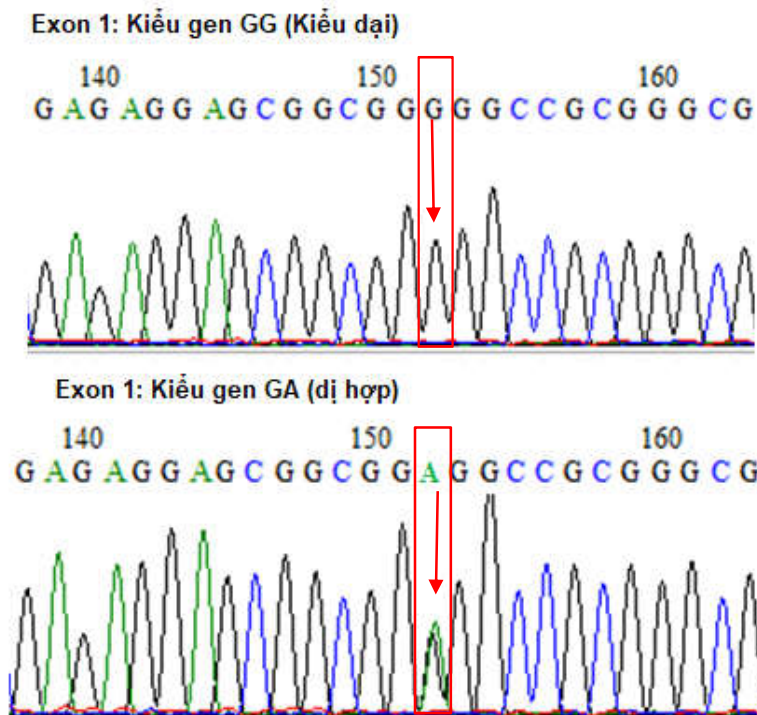 Exon 1: Kiểu gen GG (Kiểu dại)
140 150 160
G A G A G G A G C G G C G G G G G C C G C G G G C G
Exon 1: Kiểu gen GA (dị hợp)
140 150 160
G A G A G G A G C G G C G G A G G C C G C G G G C G